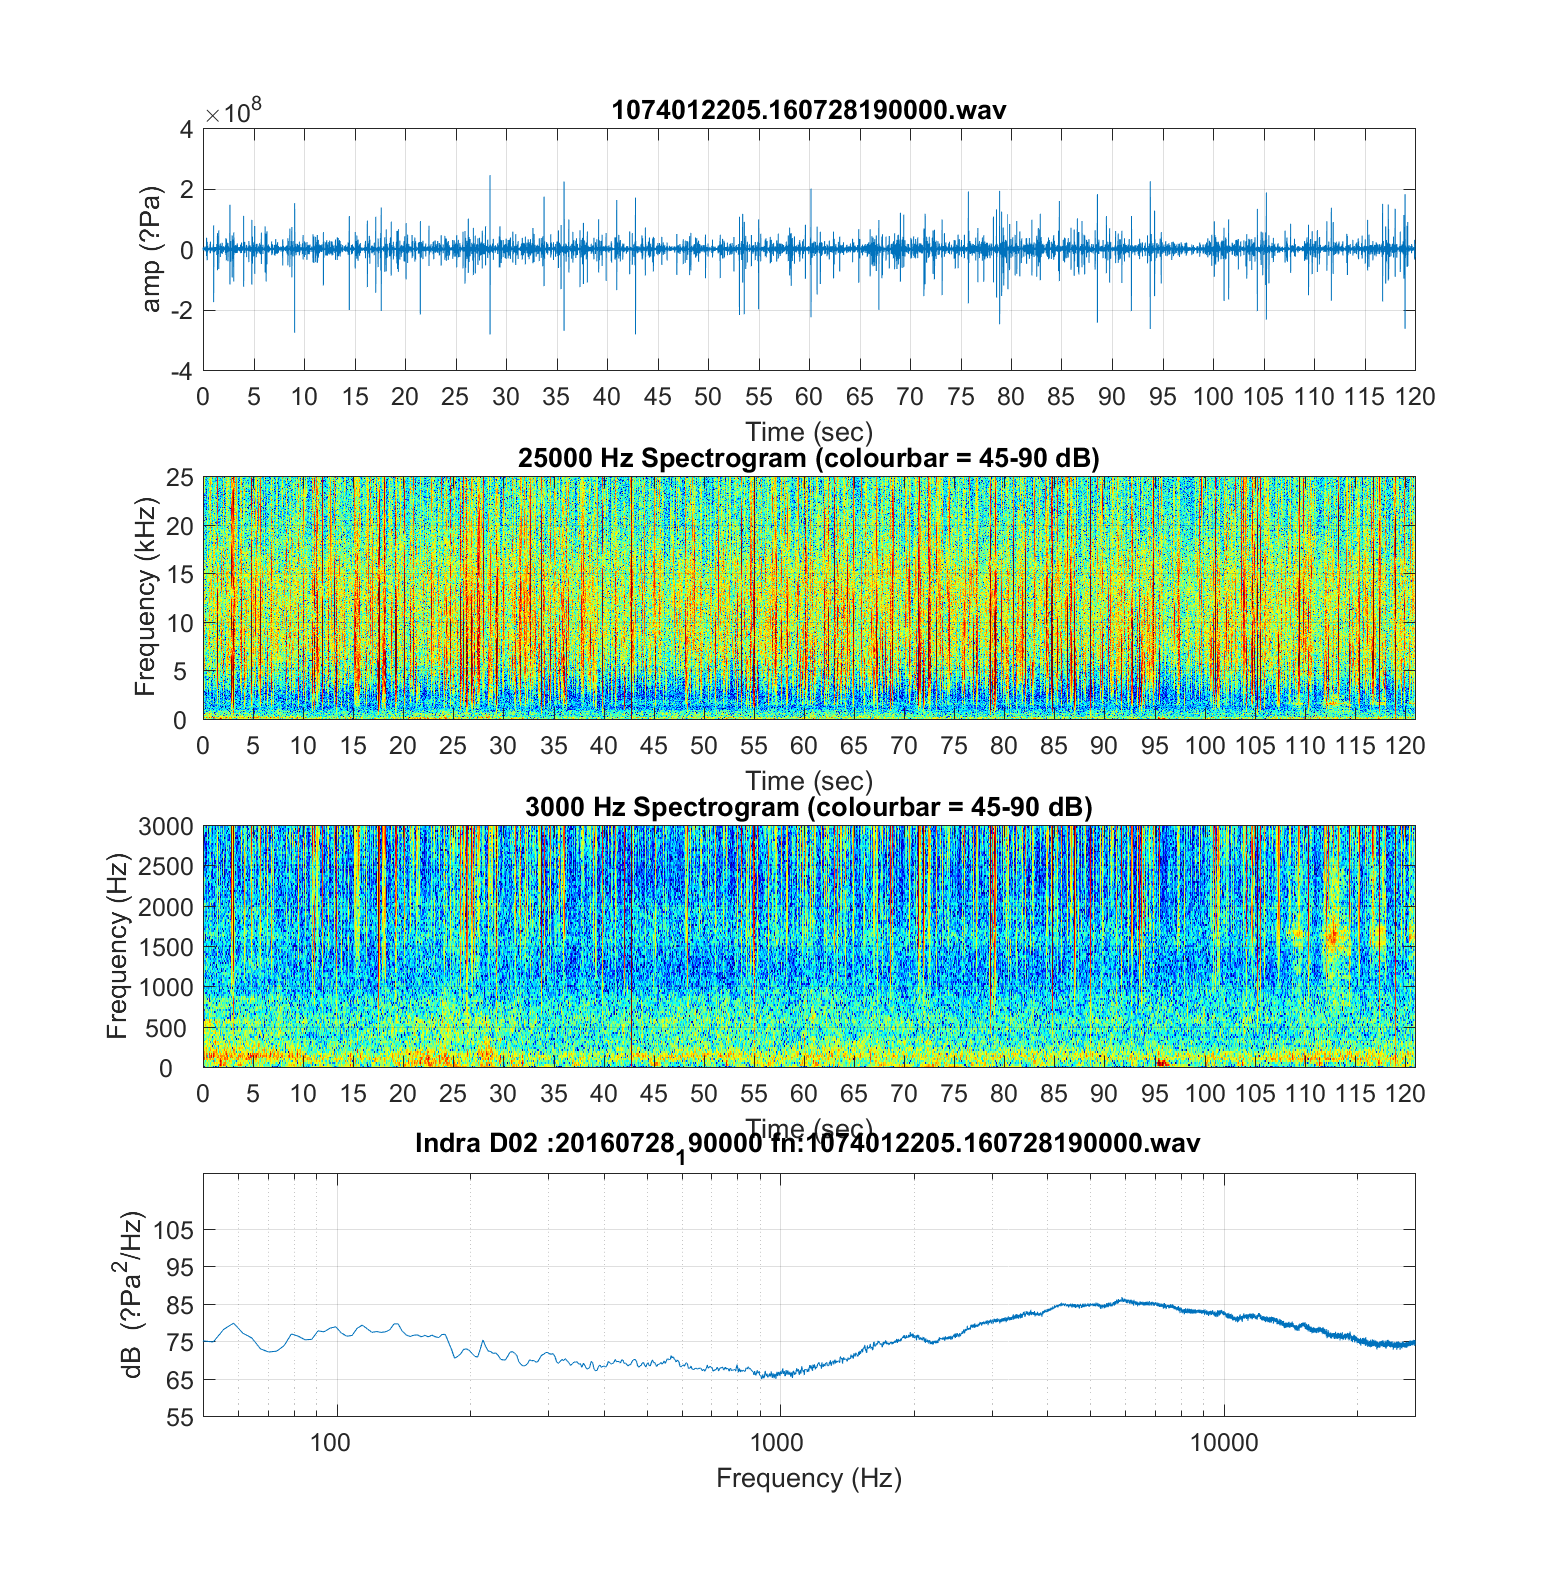 ×10^8
1074012205.160728190000.wav
4
2
0
-2
-4
amp (?Pa)
0 5 10 15 20 25 30 35 40 45 50 55 60 65 70 75 80 85 90 95 100 105 110 115 120
Time (sec)
25000 Hz Spectrogram (colourbar = 45-90 dB)
25
20
15
10
5
0
Frequency (kHz)
0 5 10 15 20 25 30 35 40 45 50 55 60 65 70 75 80 85 90 95 100 105 110 115 120
Time (sec)
3000 Hz Spectrogram (colourbar = 45-90 dB)
3000
2500
2000
1500
1000
500
0
Frequency (Hz)
0 5 10 15 20 25 30 35 40 45 50 55 60 65 70 75 80 85 90 95 100 105 110 115 120
Time (sec)
Indra D02 :20160728_190000 fn:1074012205.160728190000.wav
105
95
85
75
65
55
dB (?Pa^2/Hz)
100 1000 10000
Frequency (Hz)